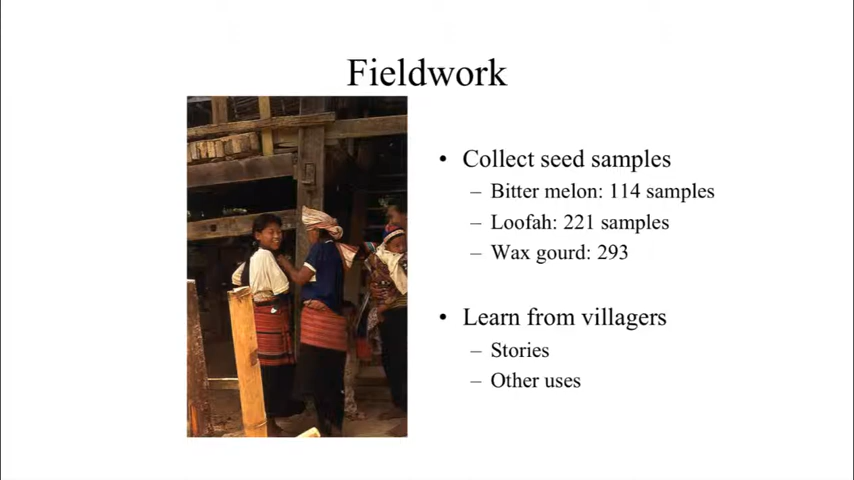 Fieldwork
• Collect seed samples
– Bitter melon: 114 samples
– Loofah: 221 samples
– Wax gourd: 293
• Learn from villagers
– Stories
– Other uses